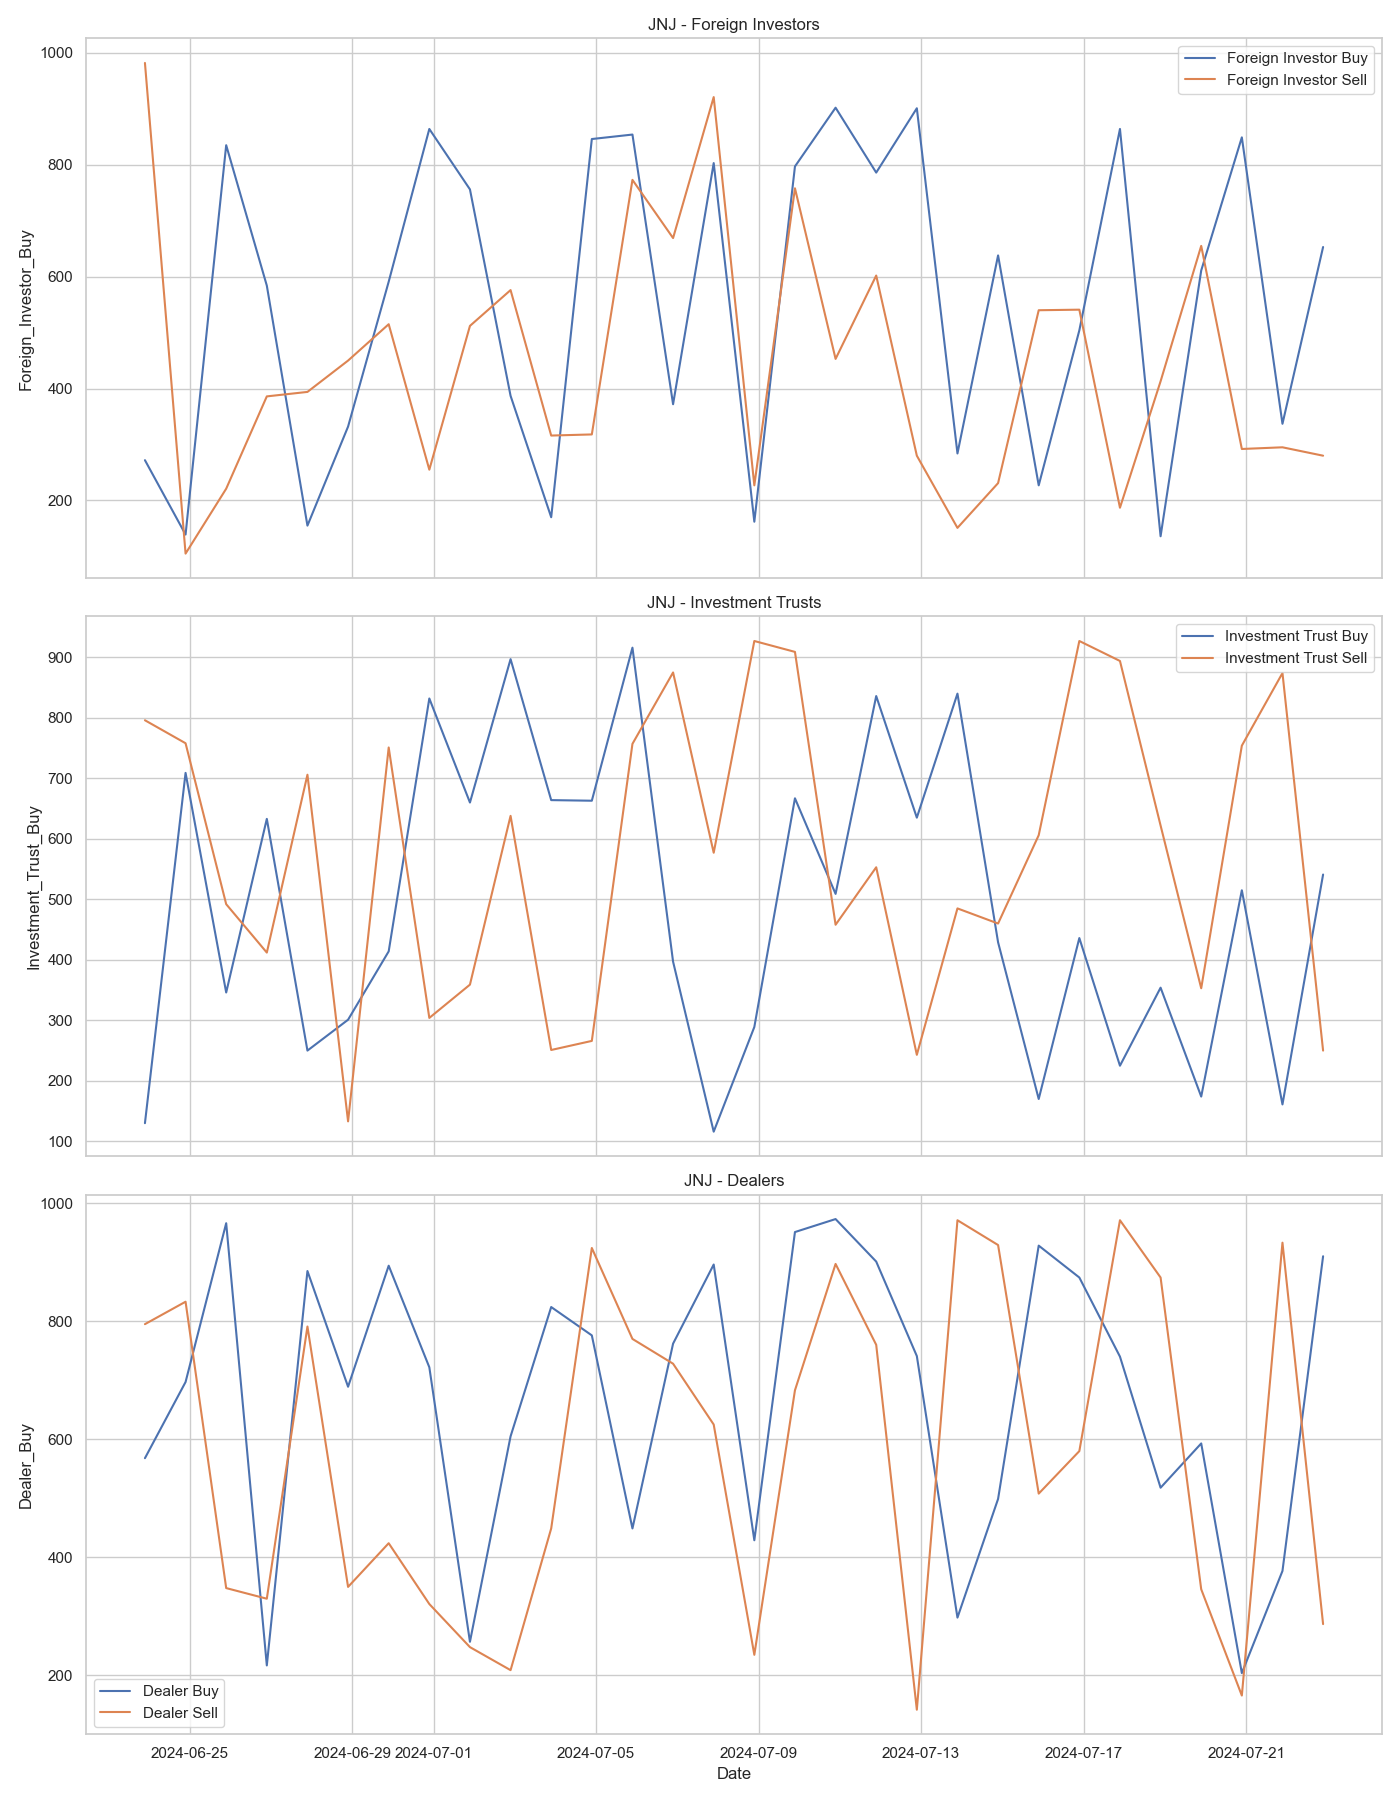 JNJ - Foreign Investors
Foreign_Investor_Buy
1000
800
600
400
200
Foreign Investor Buy
Foreign Investor Sell
JNJ - Investment Trusts
Investment_Trust_Buy
900
800
700
600
500
400
300
200
100
Investment Trust Buy
Investment Trust Sell
JNJ - Dealers
Dealer_Buy
1000
800
600
400
200
Dealer Buy
Dealer Sell
2024-06-25 2024-06-29 2024-07-01 2024-07-05 2024-07-09 2024-07-13 2024-07-17 2024-07-21
Date